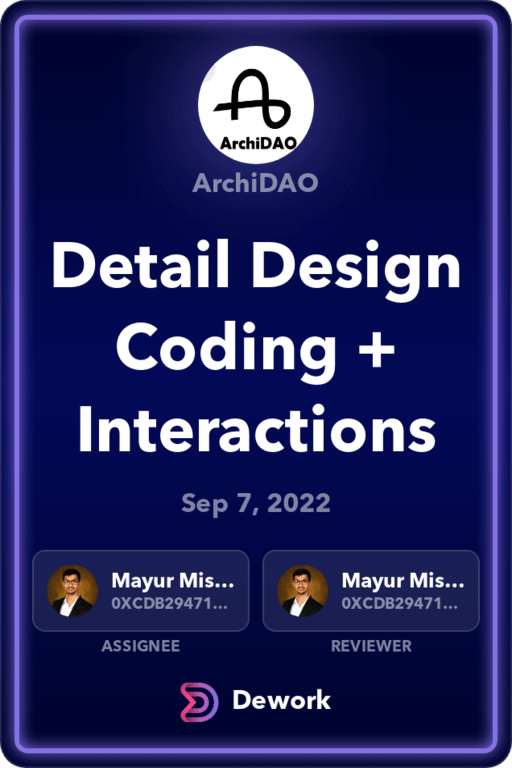 ArchiDAO
ArchiDAO
Detail Design
Coding +
Interactions
Sep 7, 2022
Mayur Mis...
0XCDB29471...
Mayur Mis...
0XCDB29471...
ASSIGNEE
REVIEWER
Dework